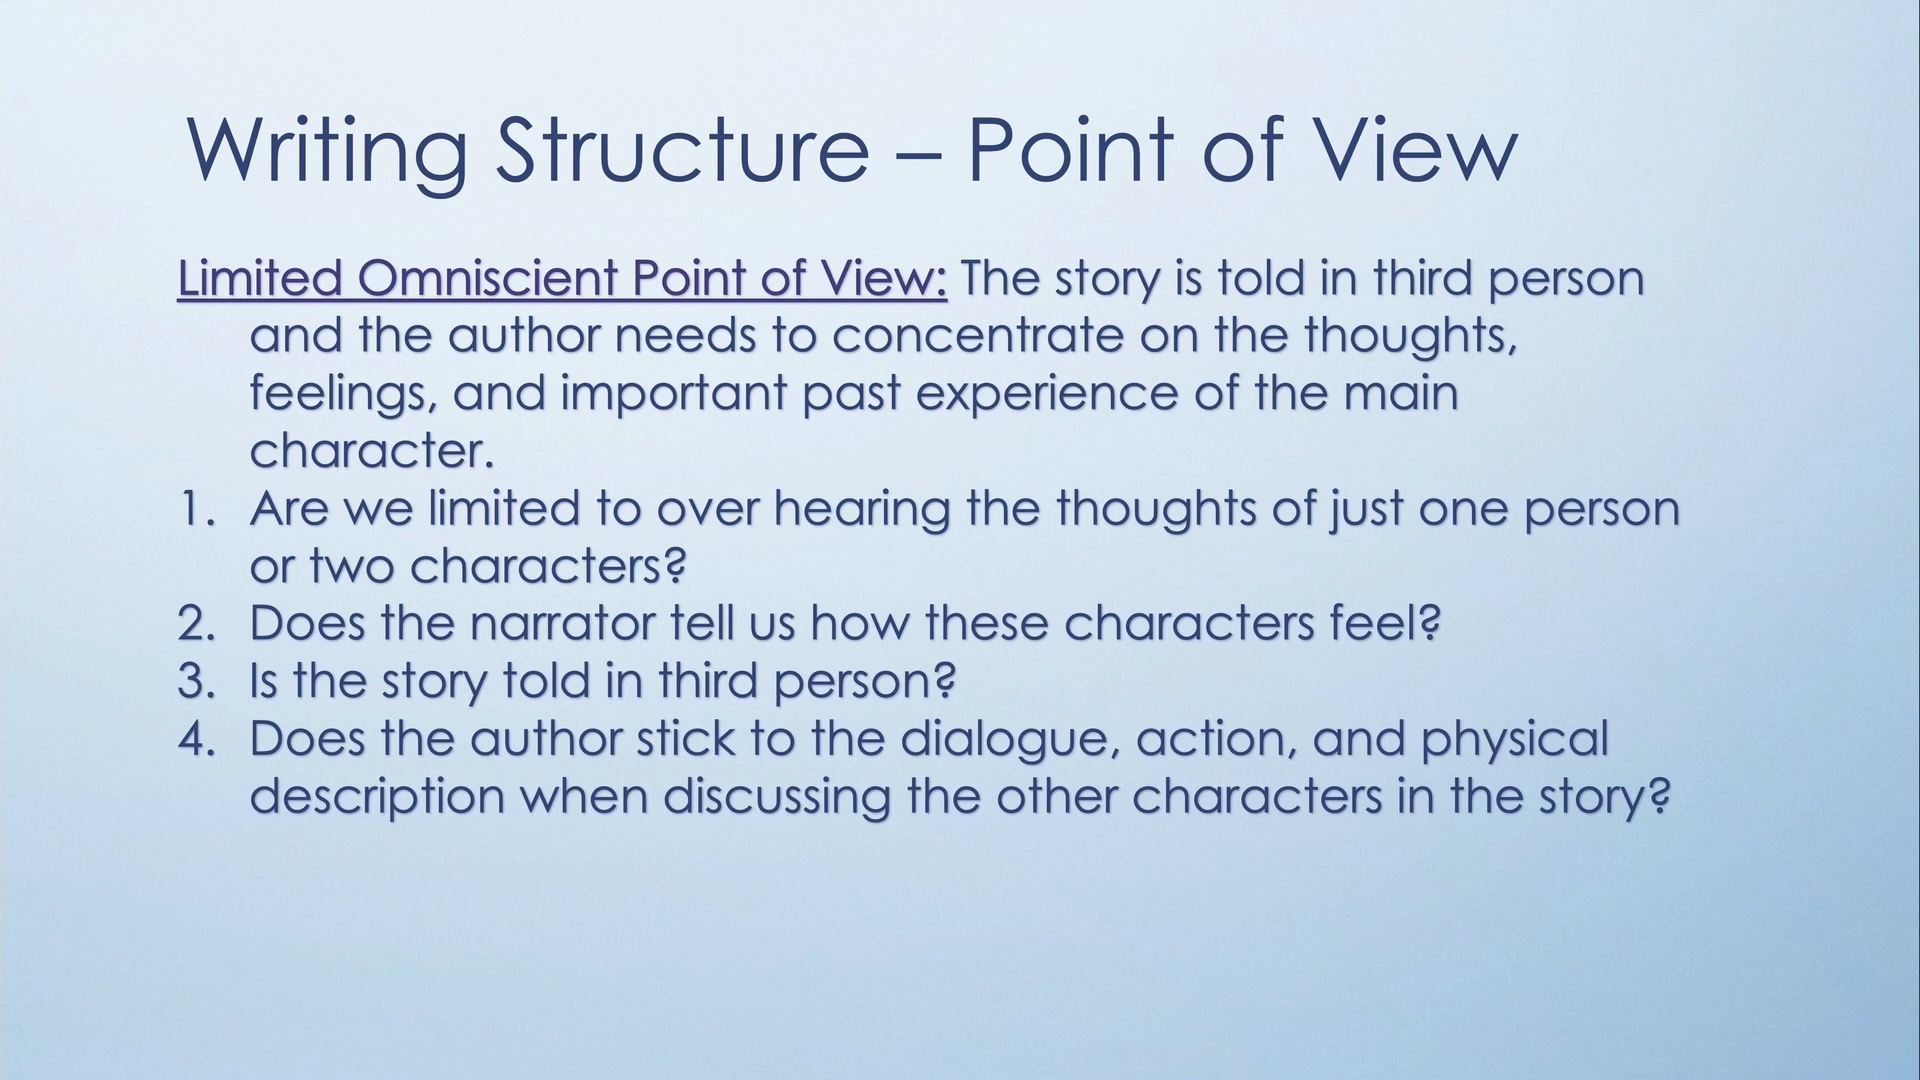 Writing Structure – Point of View
Limited Omniscient Point of View: The story is told in third person
and the author needs to concentrate on the thoughts,
feelings, and important past experience of the main
character.
1. Are we limited to over hearing the thoughts of just one person
or two characters?
2. Does the narrator tell us how these characters feel?
3. Is the story told in third person?
4. Does the author stick to the dialogue, action, and physical
description when discussing the other characters in the story?